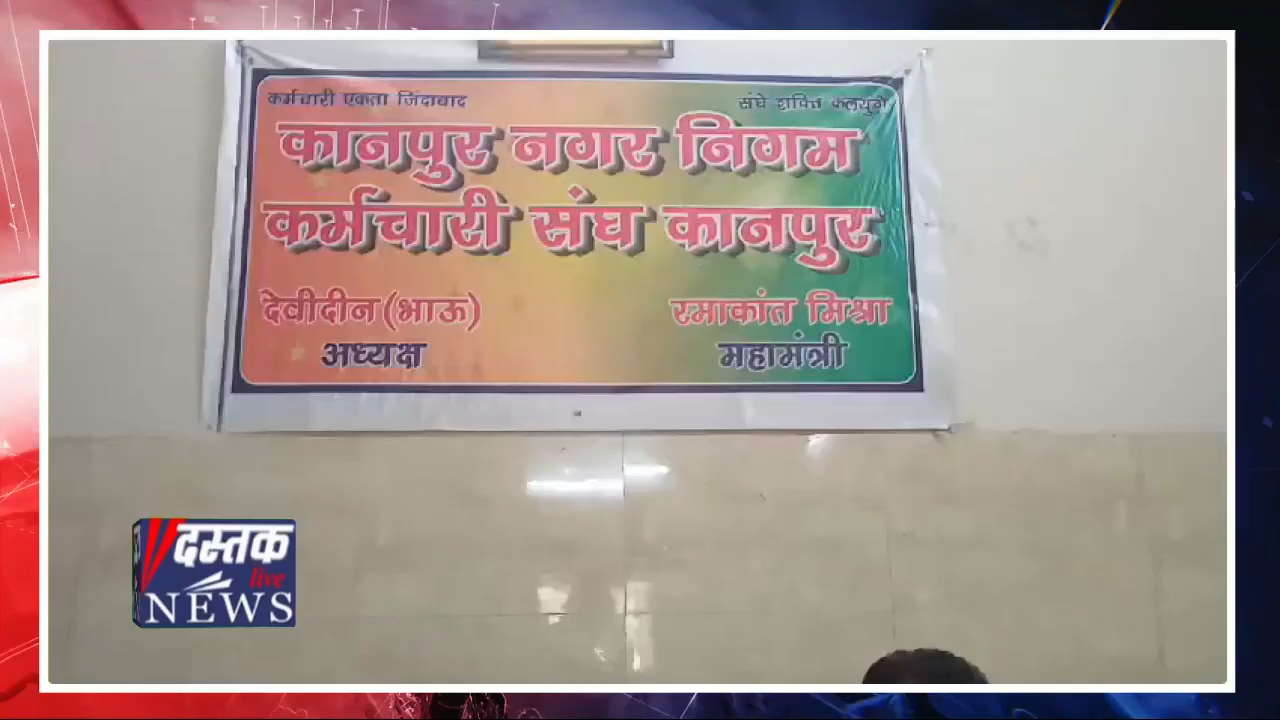 कर्मचारी एकता जिंदाबाद
संघे शक्ति कलयुगे
कानपुर नगर निगम
कर्मचारी संघ कानपुर
देवीदीन (भाऊ)
रमाकांत मिश्रा
अध्यक्ष
महामंत्री
दस्तक
live
NEWS